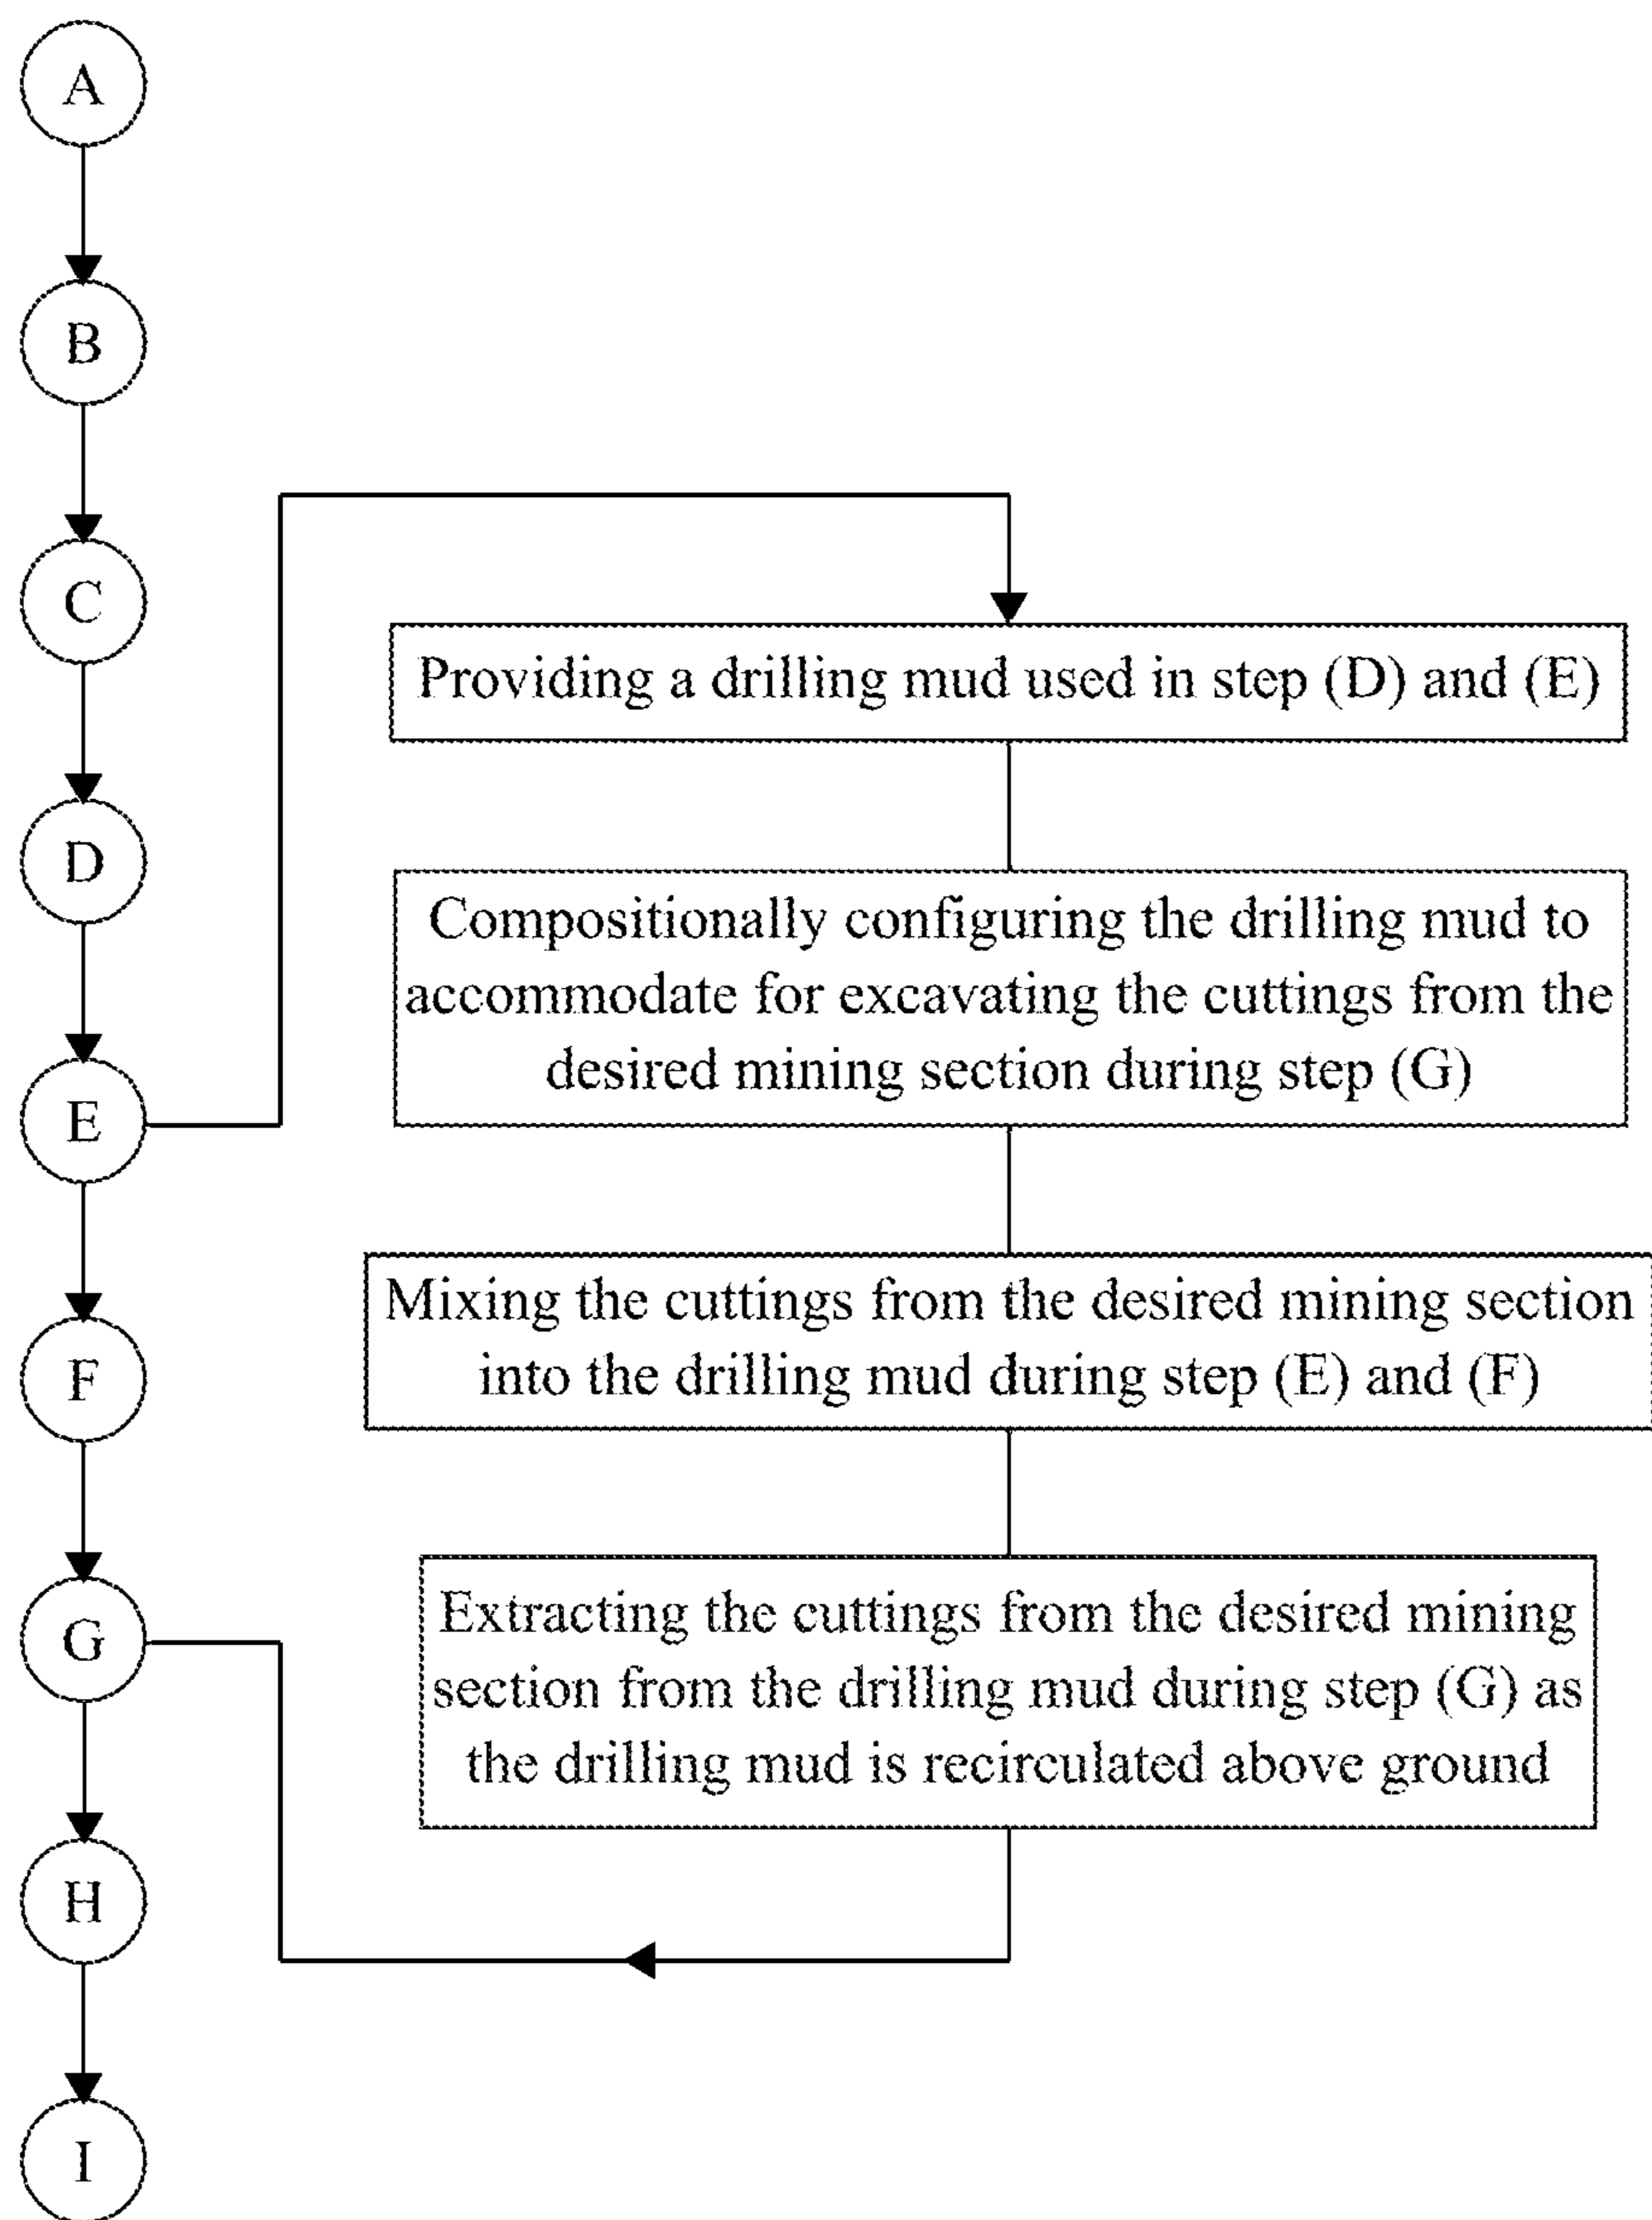 A
B
C
D
E
F
G
H
I
Providing a drilling mud used in step (D) and (E)
Compositionally configuring the drilling mud to
accommodate for excavating the cuttings from the
desired mining section during step (G)
Mixing the cuttings from the desired mining section
into the drilling mud during step (E) and (F)
Extracting the cuttings from the desired mining
section from the drilling mud during step (G) as
the drilling mud is recirculated above ground